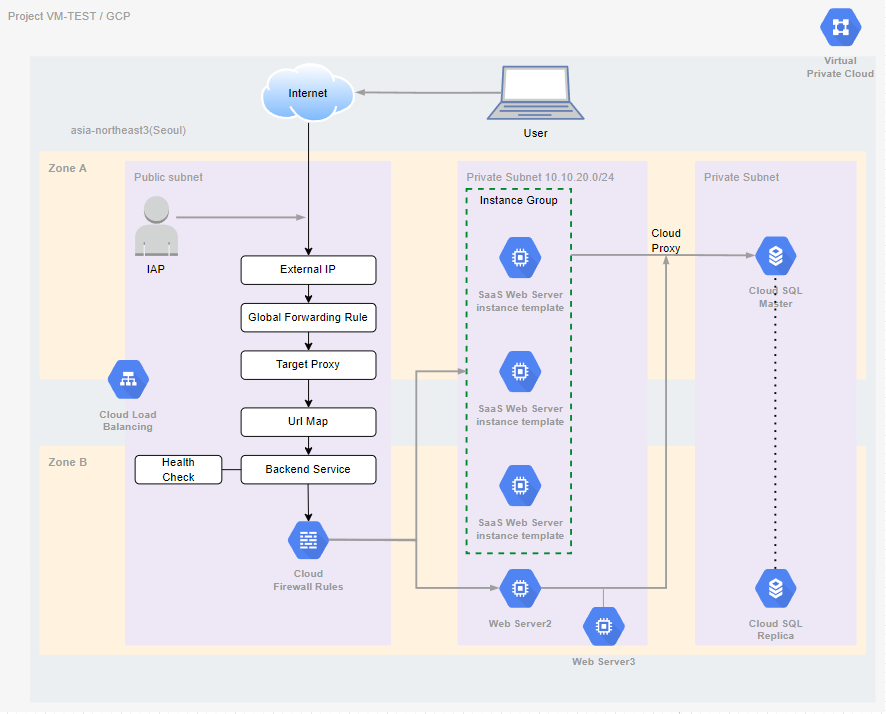 Project VM-TEST / GCP
Virtual
Private Cloud
Internet
User
asia-northeast3(Seoul)
Zone A
Public subnet
Private Subnet 10.10.20.0/24
Private Subnet
Instance Group
IAP
External IP
Global Forwarding Rule
Target Proxy
Url Map
Backend Service
Health
Check
Cloud Load
Balancing
Zone B
Cloud
Firewall Rules
SaaS Web Server
instance template
SaaS Web Server
instance template
SaaS Web Server
instance template
Web Server2
Web Server3
Cloud
Proxy
Cloud SQL
Master
Cloud SQL
Replica